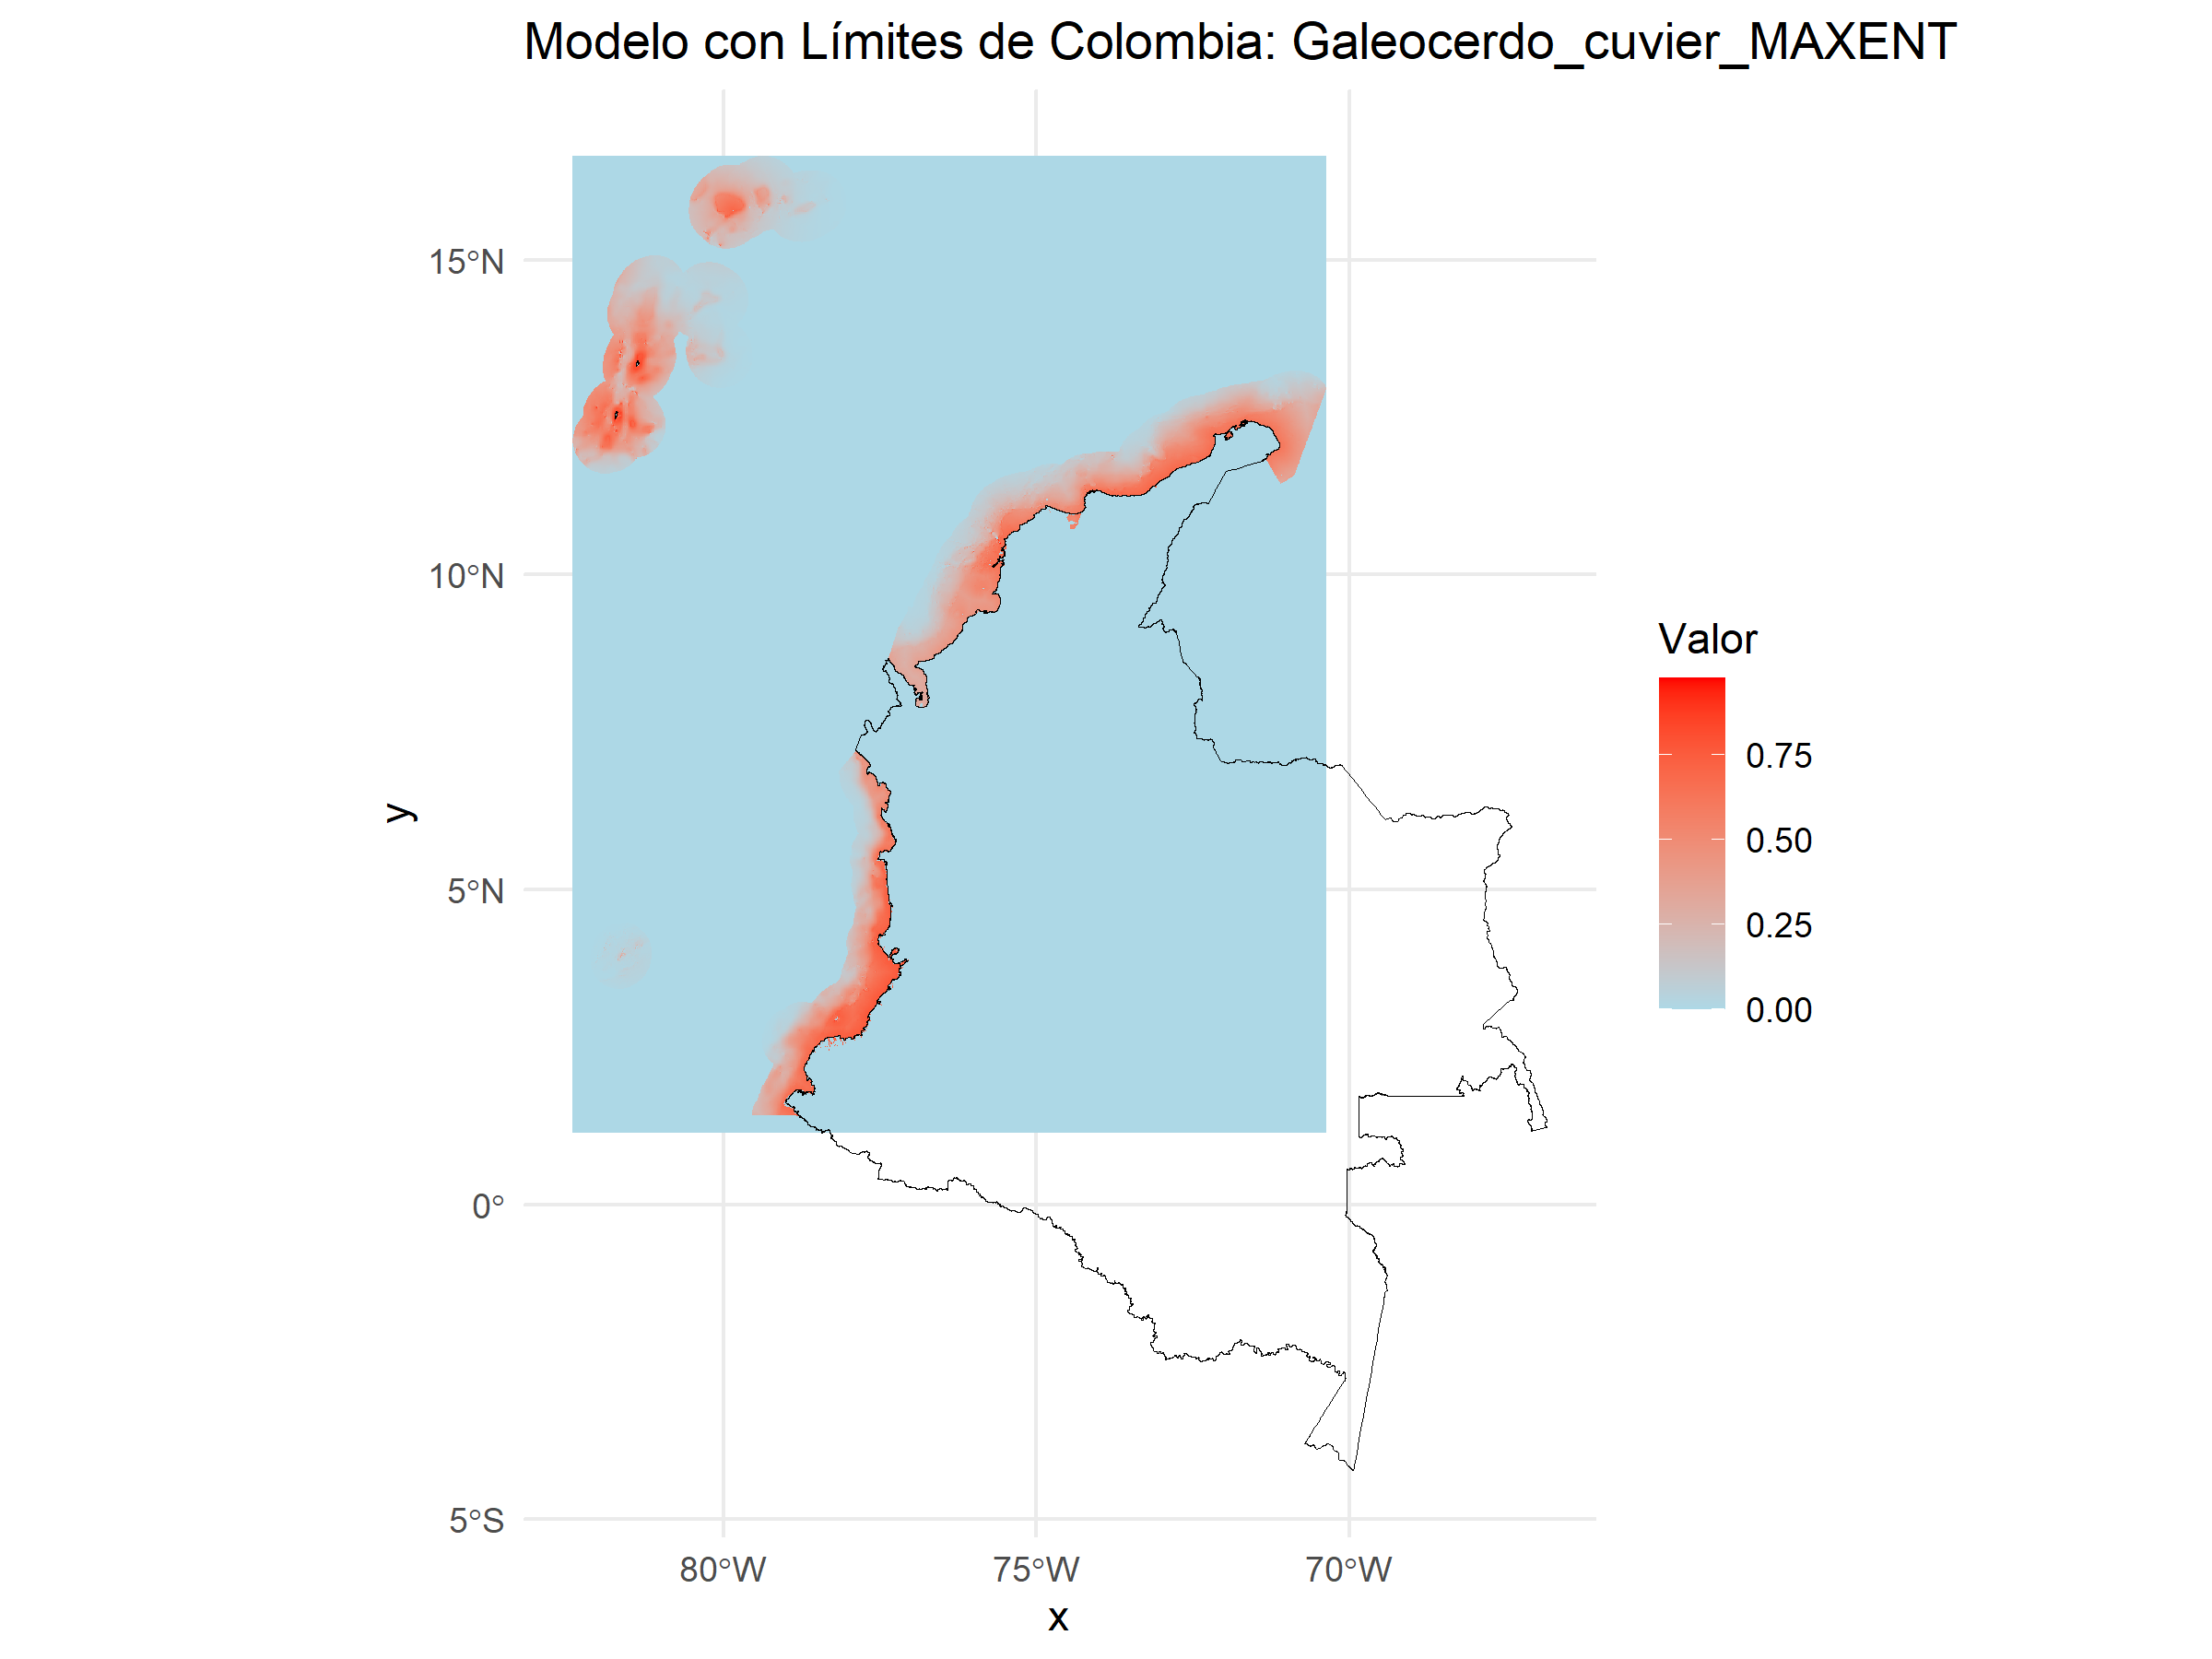 Modelo con Límites de Colombia: Galeocerdo_cuvier_MAXENT
15°N
10°N
5°N
0°
5°S
y
80°W
75°W
70°W
x
Valor
0.75
0.50
0.25
0.00